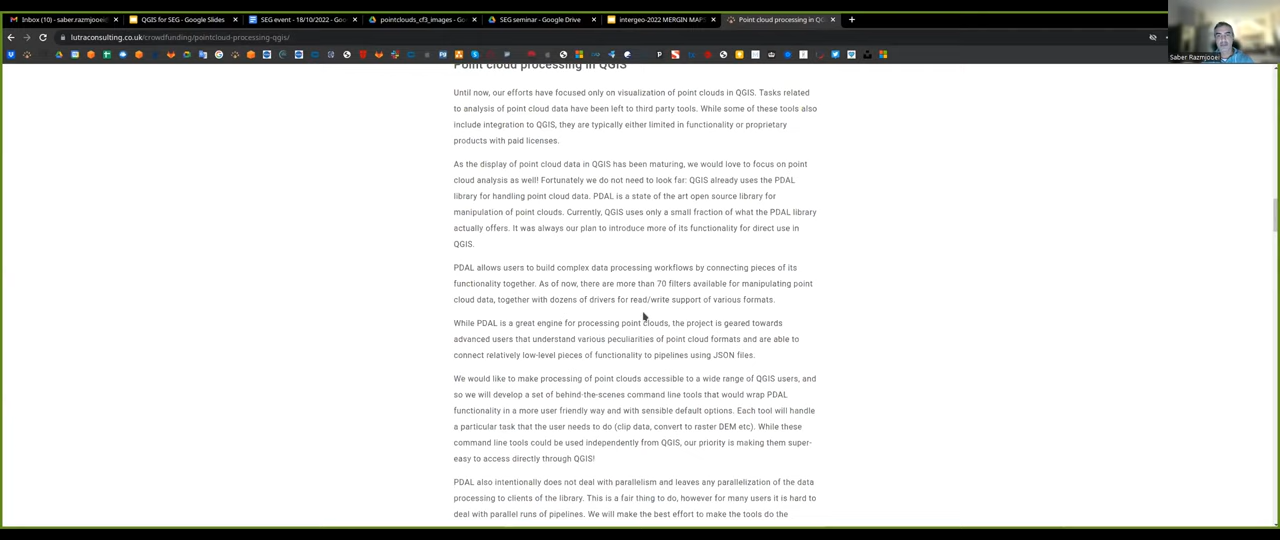 Inbox (10) - saber.razmjooei
QGIS for SEG - Google Slides
SEG event - 18/10/2022 -
pointclouds_cf3_images - Go
SEG seminar - Google Drive
intergeo-2022 MERGIN MAP
Point cloud processing in QG
lutraconsulting.co.uk/crowdfunding/pointcloud-processing-qgis/
Saber Razmjooei
Point cloud processing in QGIS
Until now, our efforts have focused only on visualization of point clouds in QGIS. Tasks related
to analysis of point cloud data have been left to third party tools. While some of these tools also
include integration to QGIS, they are typically either limited in functionality or proprietary
products with paid licenses.
As the display of point cloud data in QGIS has been maturing, we would love to focus on point
cloud analysis as well! Fortunately we do not need to look far: QGIS already uses the PDAL
library for handling point cloud data. PDAL is a state of the art open source library for
manipulation of point clouds. Currently, QGIS uses only a small fraction of what the PDAL library
actually offers. It was always our plan to introduce more of its functionality for direct use in
QGIS.
PDAL allows users to build complex data processing workflows by connecting pieces of its
functionality together. As of now, there are more than 70 filters available for manipulating point
cloud data, together with dozens of drivers for read/write support of various formats.
While PDAL is a great engine for processing point clouds, the project is geared towards
advanced users that understand various peculiarities of point cloud formats and are able to
connect relatively low-level pieces of functionality to pipelines using JSON files.
We would like to make processing of point clouds accessible to a wide range of QGIS users, and
so we will develop a set of behind-the-scenes command line tools that would wrap PDAL
functionality in a more user friendly way and with sensible default options. Each tool will handle
a particular task that the user needs to do (clip data, convert to raster DEM etc). While these
command line tools could be used independently from QGIS, our priority is making them super-
easy to access directly through QGIS!
PDAL also intentionally does not deal with parallelism and leaves any parallelization of the data
processing to clients of the library. This is a fair thing to do, however for many users it is hard to
deal with parallel runs of pipelines. We will make the best effort to make the tools do the